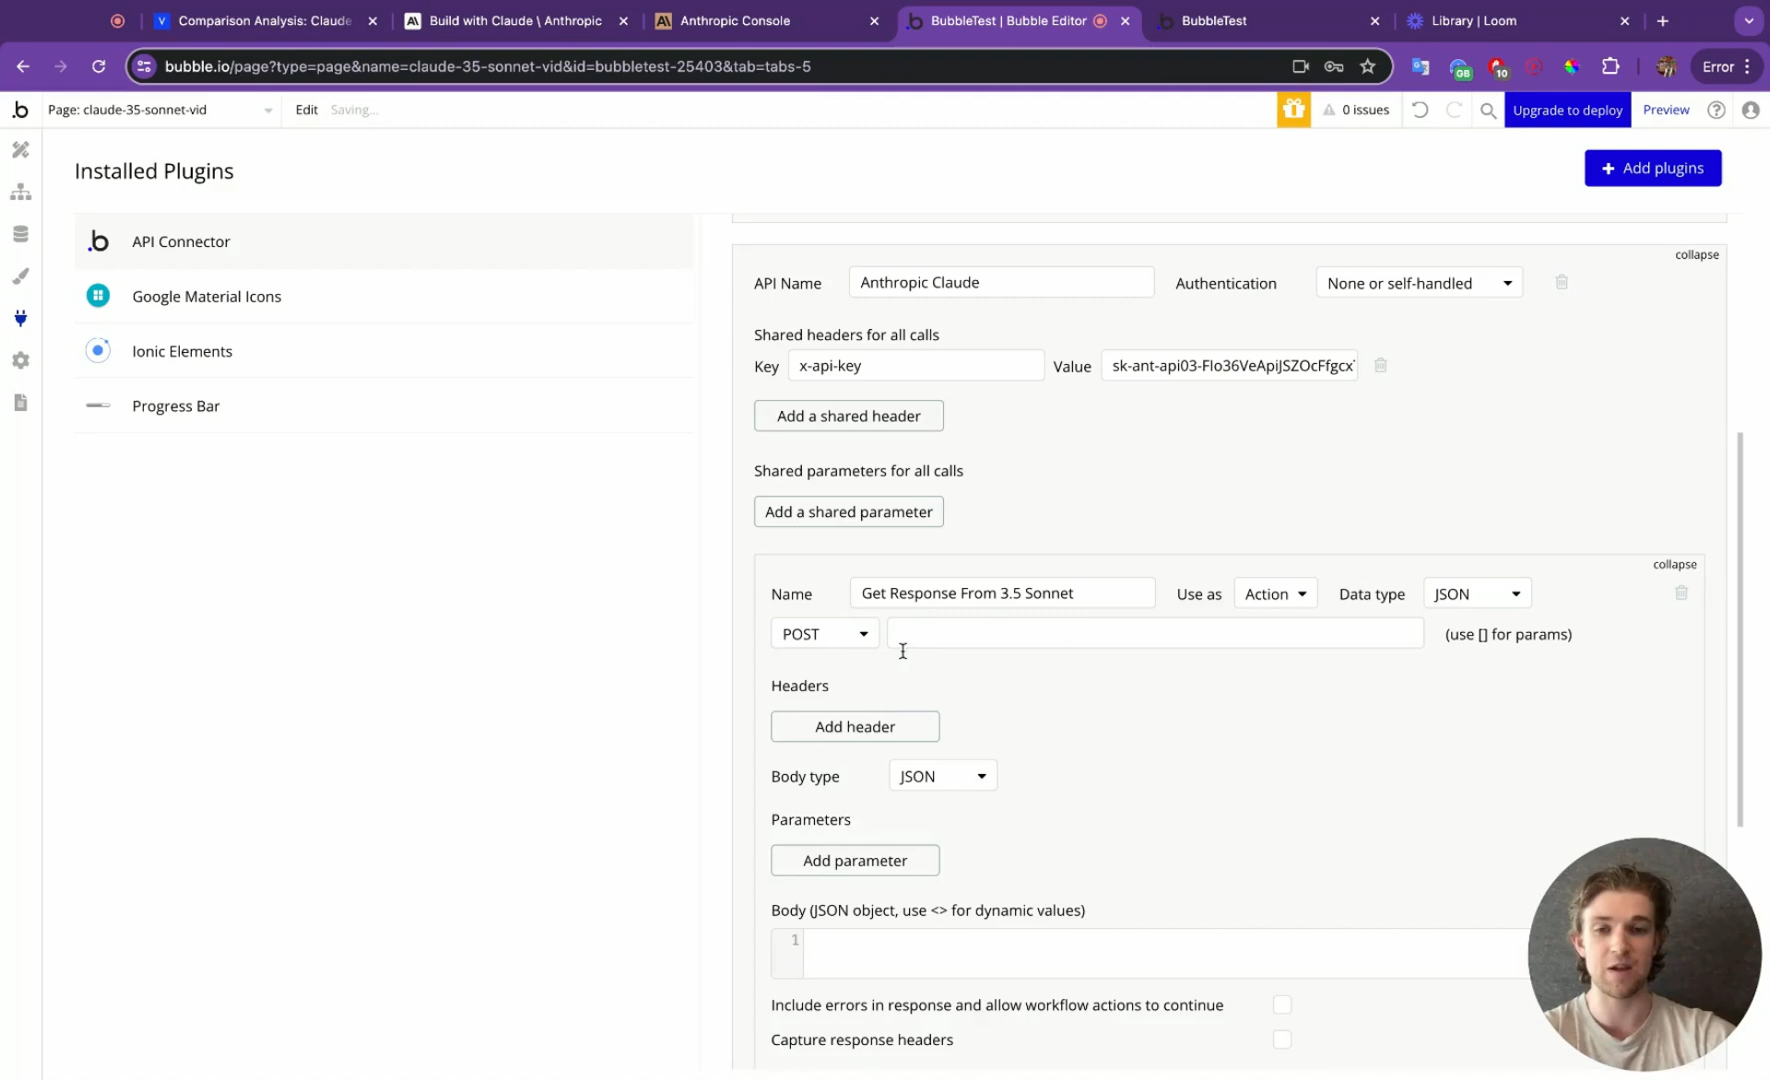 Comparison Analysis: Claude
Build with Claude \ Anthropic
Anthropic Console
BubbleTest | Bubble Editor
BubbleTest
Library | Loom
bubble.io/page?type=page&name=claude-35-sonnet-vid&id=bubbletest-25403&tab=tabs-5
GB
10
Error
Page: claude-35-sonnet-vid
Edit
Saving...
0 issues
Upgrade to deploy
Preview
Installed Plugins
+ Add plugins
API Connector
Google Material Icons
Ionic Elements
Progress Bar
collapse
API Name
Anthropic Claude
Authentication
None or self-handled
Shared headers for all calls
Key
x-api-key
Value
Add a shared header
Shared parameters for all calls
Add a shared parameter
collapse
Name
Get Response From 3.5 Sonnet
Use as
Action
Data type
JSON
POST
(use [] for params)
Headers
Add header
Body type
JSON
Parameters
Add parameter
Body (JSON object, use <> for dynamic values)
1
Include errors in response and allow workflow actions to continue
Capture response headers